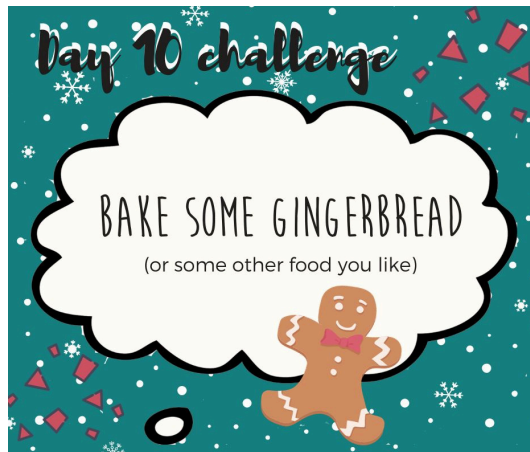 Day 10 challenge
BAKE SOME GINGERBREAD
(or some other food you like)